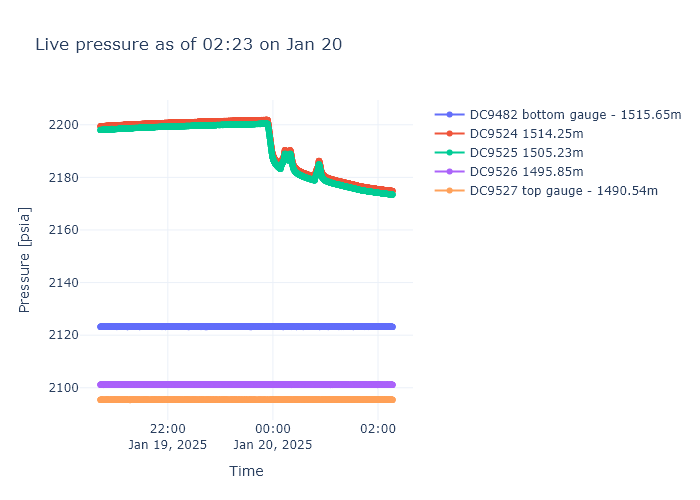 Live pressure as of 02:23 on Jan 20
DC9482 bottom gauge - 1515.65m
DC9524 1514.25m
DC9525 1505.23m
DC9526 1495.85m
DC9527 top gauge - 1490.54m
Pressure [psia]
2200
2180
2160
2140
2120
2100
22:00
Jan 19, 2025
00:00
Jan 20, 2025
02:00
Time